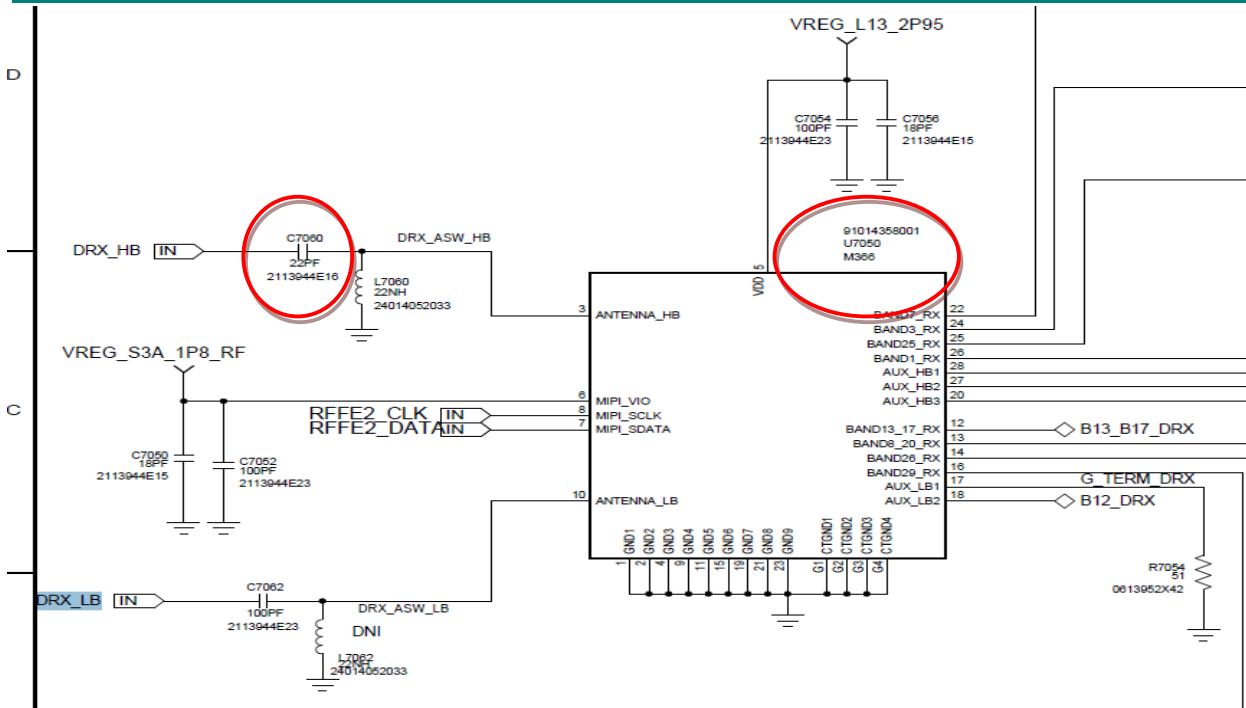 VREG_L13_2P95
D
C7054
100PF
2113944E23
C7056
18PF
2113944E15
91014358001
U7050
M366
DRX_HB
IN
C7060
22PF
2113944E16
DRX_ASW_HB
L7060
22NH
24014052033
VDD
5
3
ANTENNA_HB
BAND7_RX
22
BAND3_RX
24
BAND25_RX
25
BAND1_RX
26
AUX_HB1
28
AUX_HB2
27
AUX_HB3
20
VREG_S3A_1P8_RF
C
6
MIPI_VIO
RFFE2_CLK
IN
8
MIPI_SCLK
RFFE2_DATA
IN
7
MIPI_SDATA
BAND13_17_RX
12
B13_B17_DRX
BAND8_20_RX
13
BAND26_RX
14
BAND29_RX
16
AUX_LB1
17
G_TERM_DRX
AUX_LB2
18
B12_DRX
C7050
18PF
2113944E15
C7052
100PF
2113944E23
10
ANTENNA_LB
GND1
GND2
GND3
GND4
GND5
GND6
GND7
GND8
GND9
CTGND1
CTGND2
CTGND3
CTGND4
1
2
4
9
11
15
19
21
23
G1
G2
G3
G4
R7054
51
0613952X42
DRX_LB
IN
C7062
100PF
2113944E23
DRX_ASW_LB
DNI
L7062
22NH
24014052033